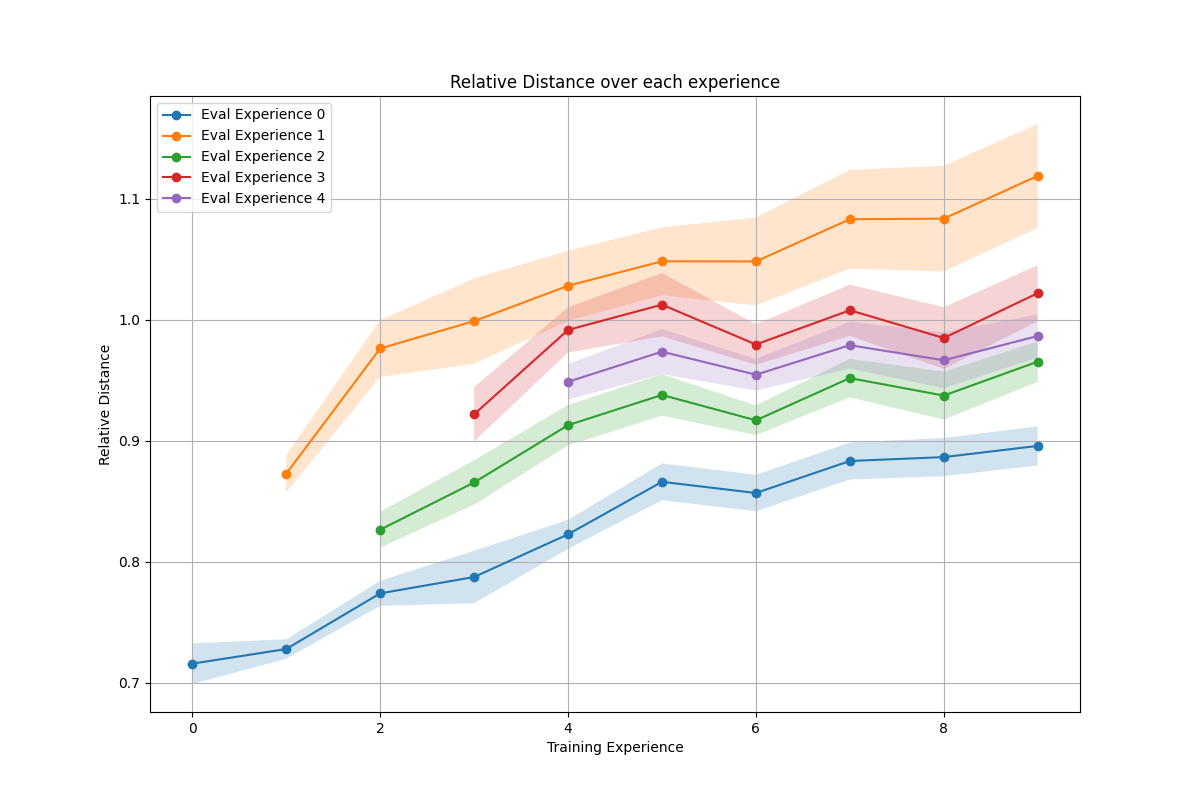 Relative Distance over each experience
Eval Experience 0
Eval Experience 1
Eval Experience 2
Eval Experience 3
Eval Experience 4
Relative Distance
1.1
1.0
0.9
0.8
0.7
0 2 4 6 8
Training Experience